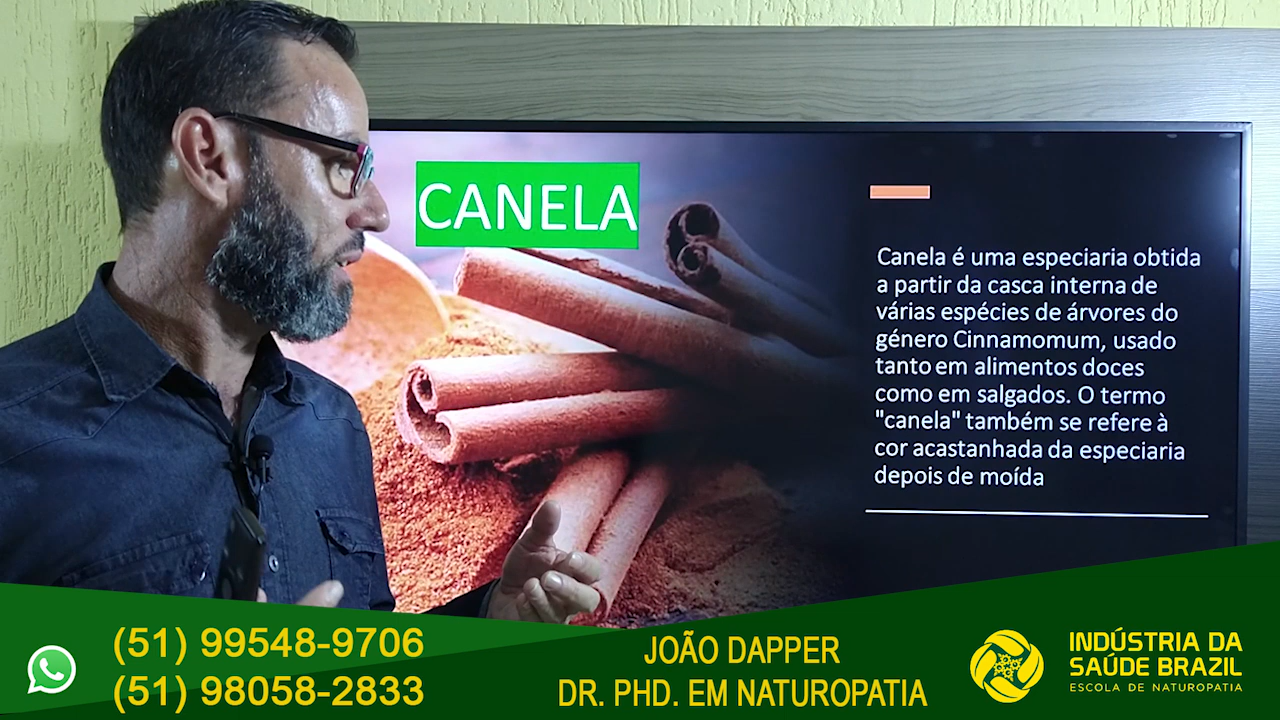 CANELA
Canela é uma especiaria obtida
a partir da casca interna de
várias espécies de árvores do
género Cinnamomum, usado
tanto em alimentos doces
como em salgados. O termo
"canela" também se refere à
cor acastanhada da especiaria
depois de moída
(51) 99548-9706
(51) 98058-2833
JOÃO DAPPER
DR. PHD. EM NATUROPATIA
INDÚSTRIA DA
SAÚDE BRAZIL
ESCOLA DE NATUROPATIA